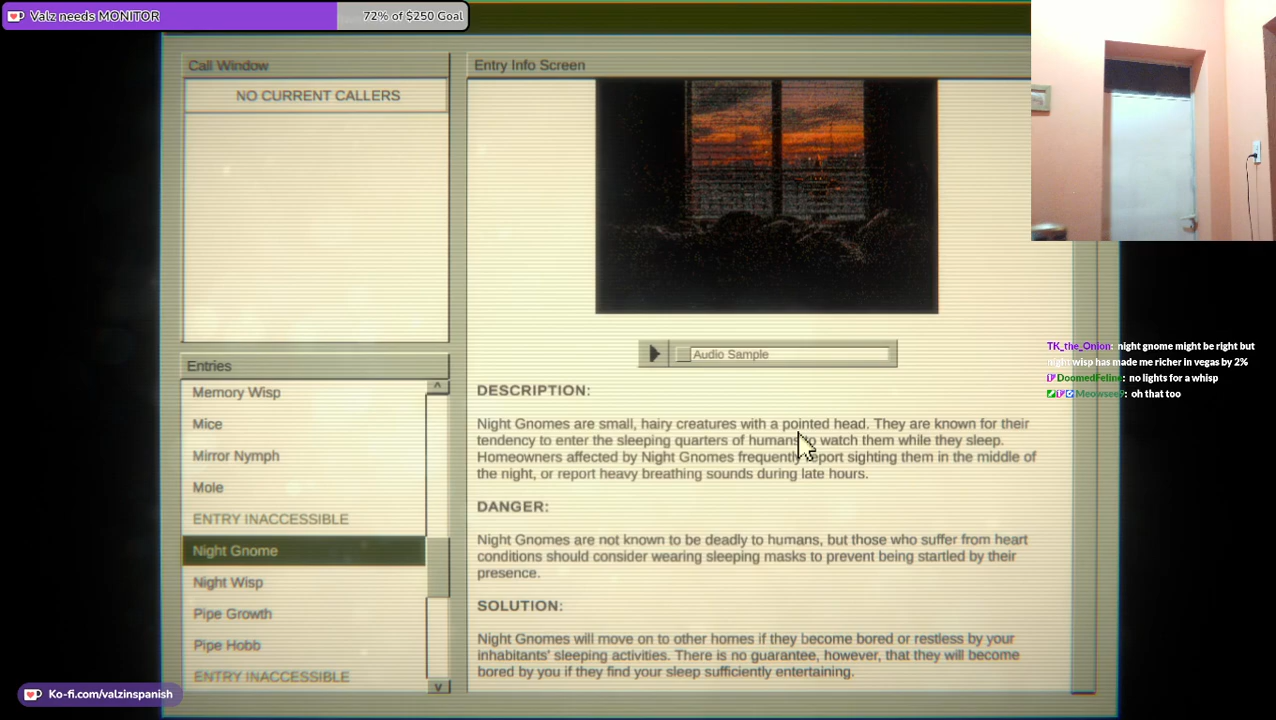 Valz needs MONITOR
72% of $250 Goal
Call Window
NO CURRENT CALLERS
Entry Info Screen
Audio Sample
Entries
Memory Wisp
Mice
Mirror Nymph
Mole
ENTRY INACCESSIBLE
Night Gnome
Night Wisp
Pipe Growth
Pipe Hobb
ENTRY INACCESSIBLE
DESCRIPTION:
Night Gnomes are small, hairy creatures with a pointed head. They are known for their
tendency to enter the sleeping quarters of humans to watch them while they sleep.
Homeowners affected by Night Gnomes frequently report sighting them in the middle of
the night, or report heavy breathing sounds during late hours.
DANGER:
Night Gnomes are not known to be deadly to humans, but those who suffer from heart
conditions should consider wearing sleeping masks to prevent being startled by their
presence.
SOLUTION:
Night Gnomes will move on to other homes if they become bored or restless by your
inhabitants' sleeping activities. There is no guarantee, however, that they will become
bored by you if they find your sleep sufficiently entertaining.
TK_the_Onion: night gnome might be right but
night wisp has made me richer in vegas by 2%
DoomedFeline: no lights for a whisp
Meowsee9: oh that too
Ko-fi.com/valzinspanish